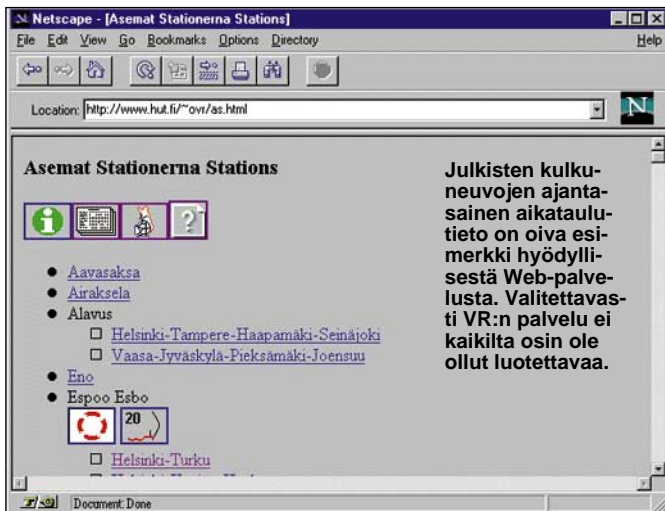 Netscape - [Asemat Stationerna Stations]
File Edit View Go Bookmarks Options Directory
Help
Location: http://www.hut.fi/~ovr/as.html
N
Asemat Stationerna Stations
i
?
Aavasaksa
Airaksela
Alavus
Helsinki-Tampere-Haapamäki-Seinäjoki
Vaasa-Jyväskylä-Pieksämäki-Joensuu
Eno
Espoo Esbo
20
Helsinki-Turku
Julkisten kulku-
neuvojen ajanta-
sainen aikataulu-
tieto on oiva esi-
merkki hyödylli-
sestä Web-palve-
lusta. Valitettavas-
ti VR:n palvelu ei
kaikilta osin ole
ollut luotettavaa.
Document: Done